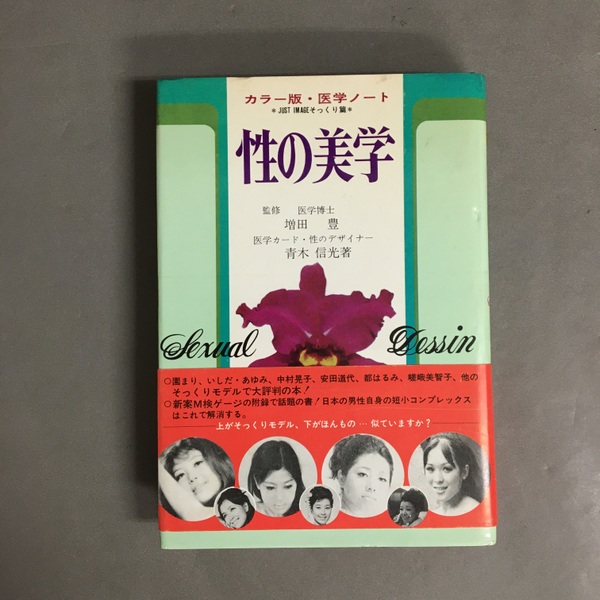 カラー版・医学ノート
*JUST IMAGEそっくり篇*
性の美学
監修 医学博士
増田 豊
医学カード・性のデザイナー
青木 信光著
Sexual Dessin
○園まり、いしだ・あゆみ、中村晃子、安田道代、都はるみ、嵯峨美智子、他の
そっくりモデルで大評判の本!
○新案M検ゲージの附録で話題の書!日本の男性自身の短小コンプレックス
はこれで解消する。
上がそっくりモデル、下がほんもの…似ていますか?